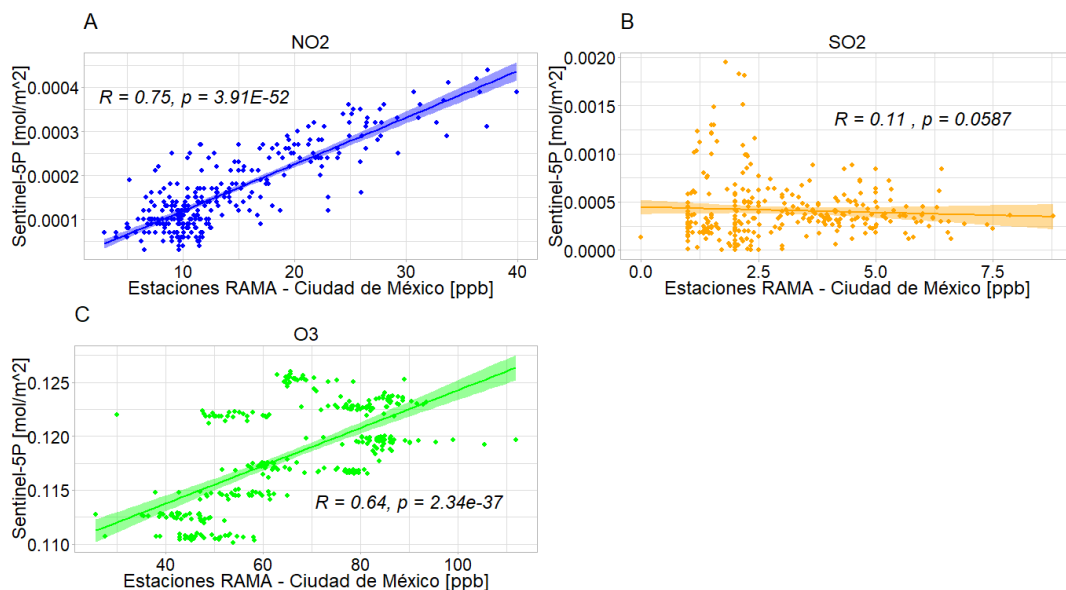 A
NO2
Sentinel-5P [mol/m^2]
0.0004
0.0003
0.0002
0.0001
R = 0.75, p = 3.91E-52
10
20
30
40
Estaciones RAMA - Ciudad de México [ppb]
B
SO2
Sentinel-5P [mol/m^2]
0.0020
0.0015
0.0010
0.0005
0.0000
R = 0.11 , p = 0.0587
0.0
2.5
5.0
7.5
Estaciones RAMA - Ciudad de México [ppb]
C
O3
Sentinel-5P [mol/m^2]
0.125
0.120
0.115
0.110
R = 0.64, p = 2.34e-37
40
60
80
100
Estaciones RAMA - Ciudad de México [ppb]